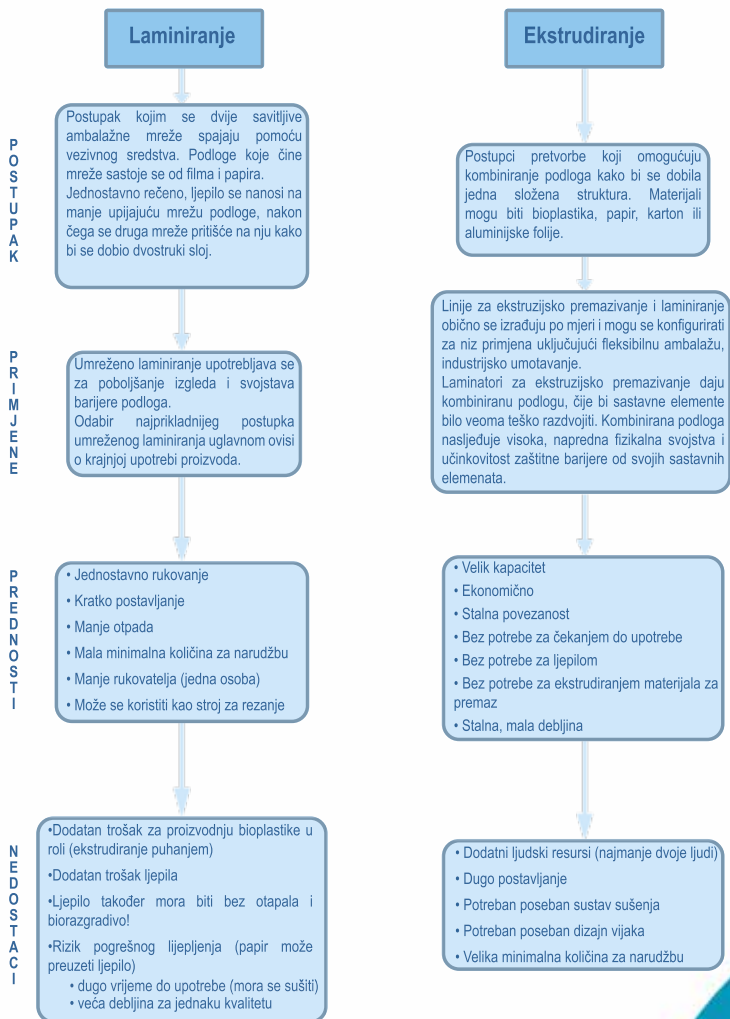 Laminiranje
Ekstrudiranje
POSTUPAK
Postupak kojim se dvije savitljive
ambalažne mreže spajaju pomoću
vezivnog sredstva. Podloge koje čine
mreže sastoje se od filma i papira.
Jednostavno rečeno, ljepilo se nanosi na
manje upijajuću mrežu podloge, nakon
čega se druga mreže pritišće na nju kako
bi se dobio dvostruki sloj.
Postupci pretvorbe koji omogućuju
kombiniranje podloga kako bi se dobila
jedna složena struktura. Materijali
mogu biti bioplastika, papir, karton ili
aluminijske folije.
PRIMJENE
Umreženo laminiranje upotrebljava se
za poboljšanje izgleda i svojstava
barijere podloga.
Odabir najprikladnijeg postupka
umreženog laminiranja uglavnom ovisi
o krajnjoj upotrebi proizvoda.
Linije za ekstruzijsko premazivanje i laminiranje
obično se izrađuju po mjeri i mogu se konfigurirati
za niz primjena uključujući fleksibilnu ambalažu,
industrijsko umotavanje.
Laminatori za ekstruzijsko premazivanje daju
kombiniranu podlogu, čije bi sastavne elemente
bilo veoma teško razdvojiti. Kombinirana podloga
nasljeđuje visoka, napredna fizikalna svojstva i
učinkovitost zaštitne barijere od svojih sastavnih
elemenata.
PREDNOSTI
• Jednostavno rukovanje
• Kratko postavljanje
• Manje otpada
• Mala minimalna količina za narudžbu
• Manje rukovatelja (jedna osoba)
• Može se koristiti kao stroj za rezanje
• Velik kapacitet
• Ekonomično
• Stalna povezanost
• Bez potrebe za čekanjem do upotrebe
• Bez potrebe za ljepilom
• Bez potrebe za ekstrudiranjem materijala za
premaz
• Stalna, mala debljina
NEDOSTACI
•Dodatan trošak za proizvodnju bioplastike u
roli (ekstrudiranje puhanjem)
•Dodatan trošak ljepila
•Ljepilo također mora biti bez otapala i
biorazgradivo!
•Rizik pogrešnog lijepljenja (papir može
preuzeti ljepilo)
• dugo vrijeme do upotrebe (mora se sušiti)
• veća debljina za jednaku kvalitetu
• Dodatni ljudski resursi (najmanje dvoje ljudi)
• Dugo postavljanje
• Potreban poseban sustav sušenja
• Potreban poseban dizajn vijaka
• Velika minimalna količina za narudžbu